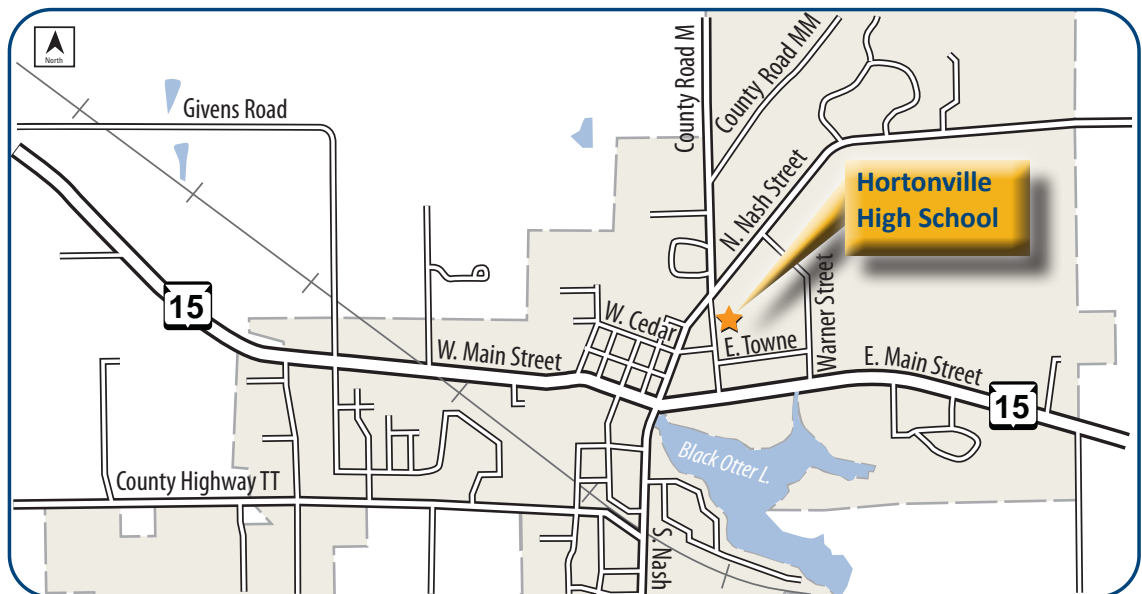 North
Givens Road
County Road M
County Road MM
N. Nash Street
Hortonville
High School
15
W. Cedar
Warner Street
E. Towne
W. Main Street
E. Main Street
15
Black Otter L.
County Highway TT
S. Nash